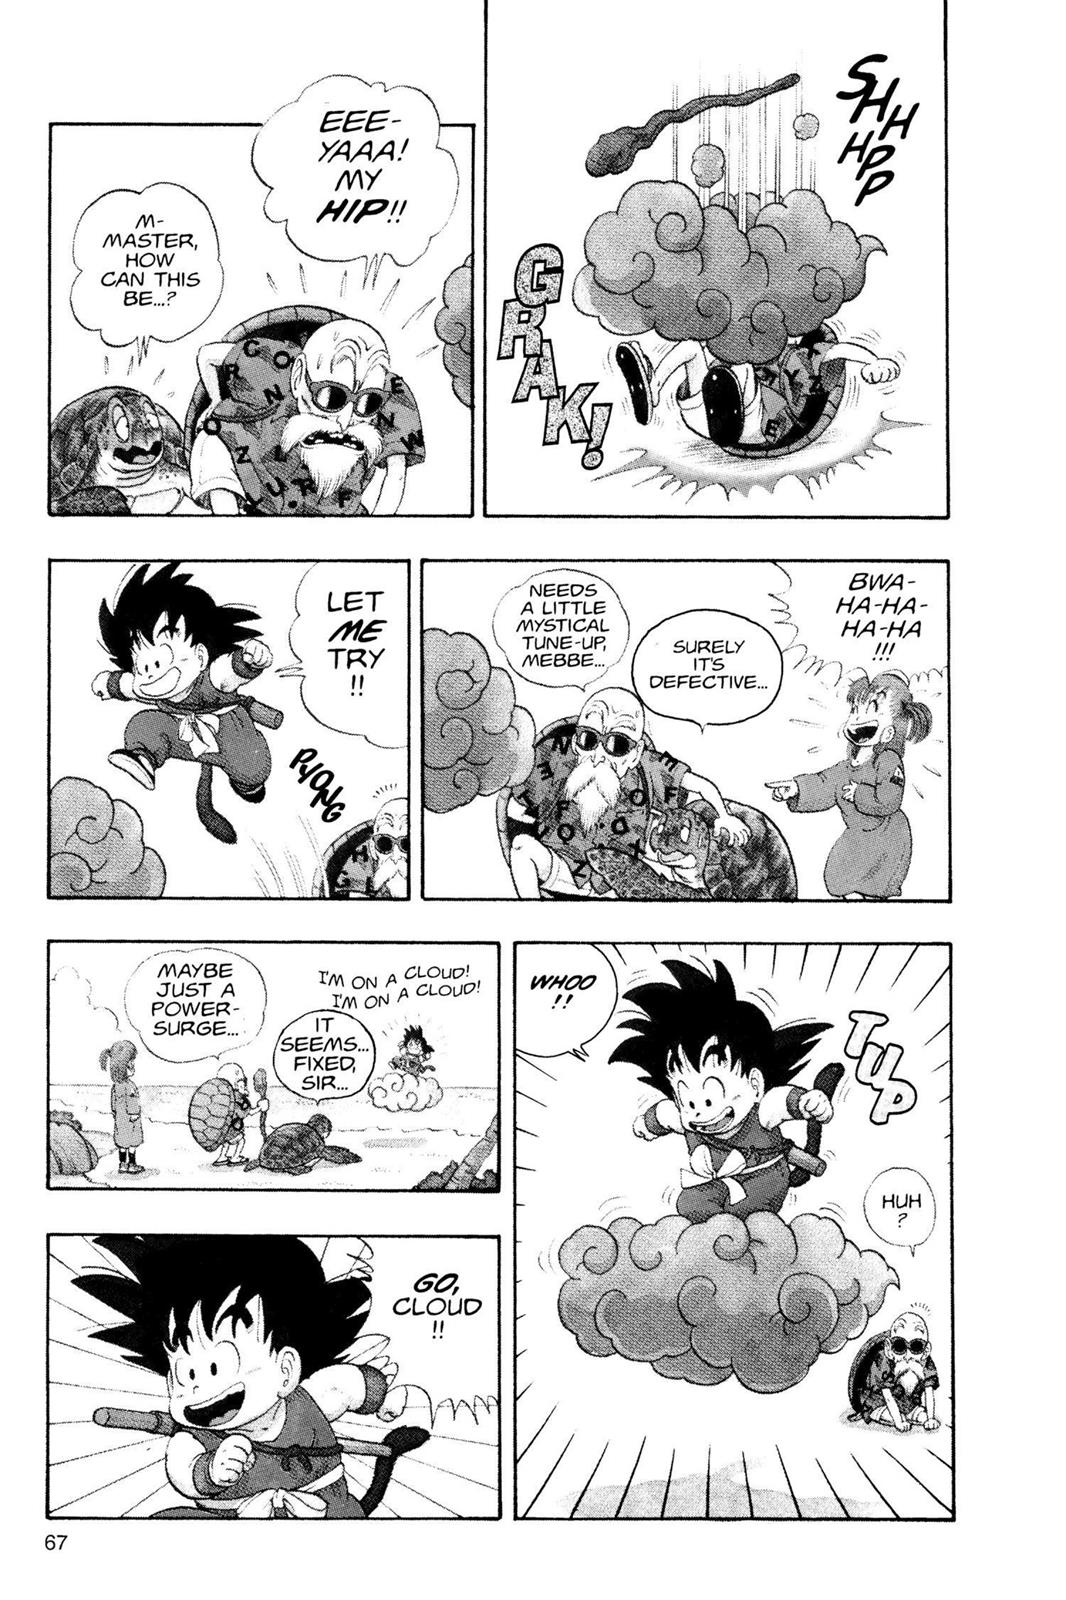 SHHHPP
GRAK!
EEE-
YAAA!
MY
HIP!!
M-
MASTER,
HOW
CAN THIS
BE...?
BWA-
HA-HA-
HA-HA
!!!
SURELY
IT'S
DEFECTIVE...
NEEDS
A LITTLE
MYSTICAL
TUNE-UP,
MEBBE...
LET
ME
TRY
!!
PYONG
WHOO
!!
TUP
HUH
?
I'M ON A CLOUD!
I'M ON A CLOUD!
MAYBE
JUST A
POWER-
SURGE...
IT
SEEMS...
FIXED,
SIR...
GO,
CLOUD
!!
67